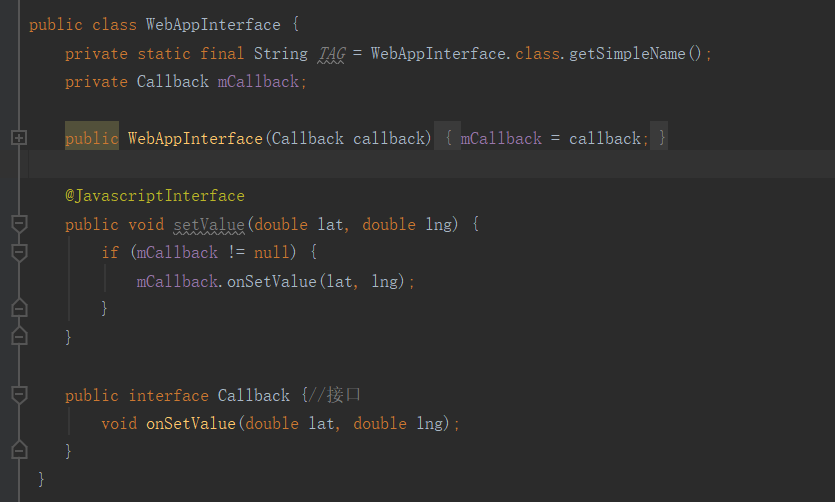 public class WebAppInterface {
private static final String TAG = WebAppInterface.class.getSimpleName();
private Callback mCallback;
public WebAppInterface(Callback callback) { mCallback = callback; }
@JavascriptInterface
public void setValue(double lat, double lng) {
if (mCallback != null) {
mCallback.onSetValue(lat, lng);
}
}
public interface Callback {//接口
void onSetValue(double lat, double lng);
}
}